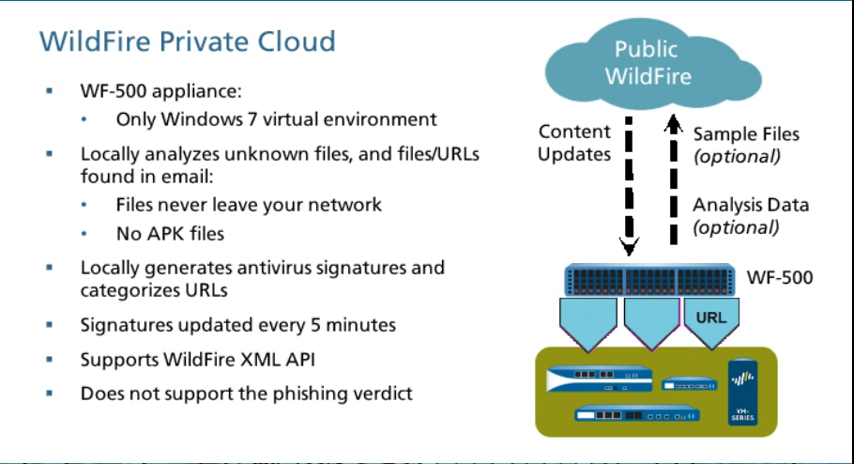 WildFire Private Cloud
WF-500 appliance:
Only Windows 7 virtual environment
Locally analyzes unknown files, and files/URLs
found in email:
Files never leave your network
No APK files
Locally generates antivirus signatures and
categorizes URLs
Signatures updated every 5 minutes
Supports WildFire XML API
Does not support the phishing verdict
Public
WildFire
Content
Updates
Sample Files
(optional)
Analysis Data
(optional)
WF-500
URL
VM-
SERIES